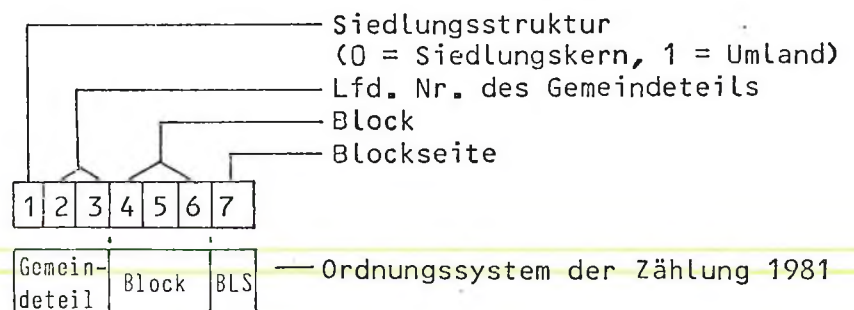 Siedlungsstruktur
(0 = Siedlungskern, 1 = Umland)
Lfd. Nr. des Gemeindeteils
Block
Blockseite
1 2 3 4 5 6 7
Gemein- Block BLS Ordnungssystem der Zählung 1981
deteil